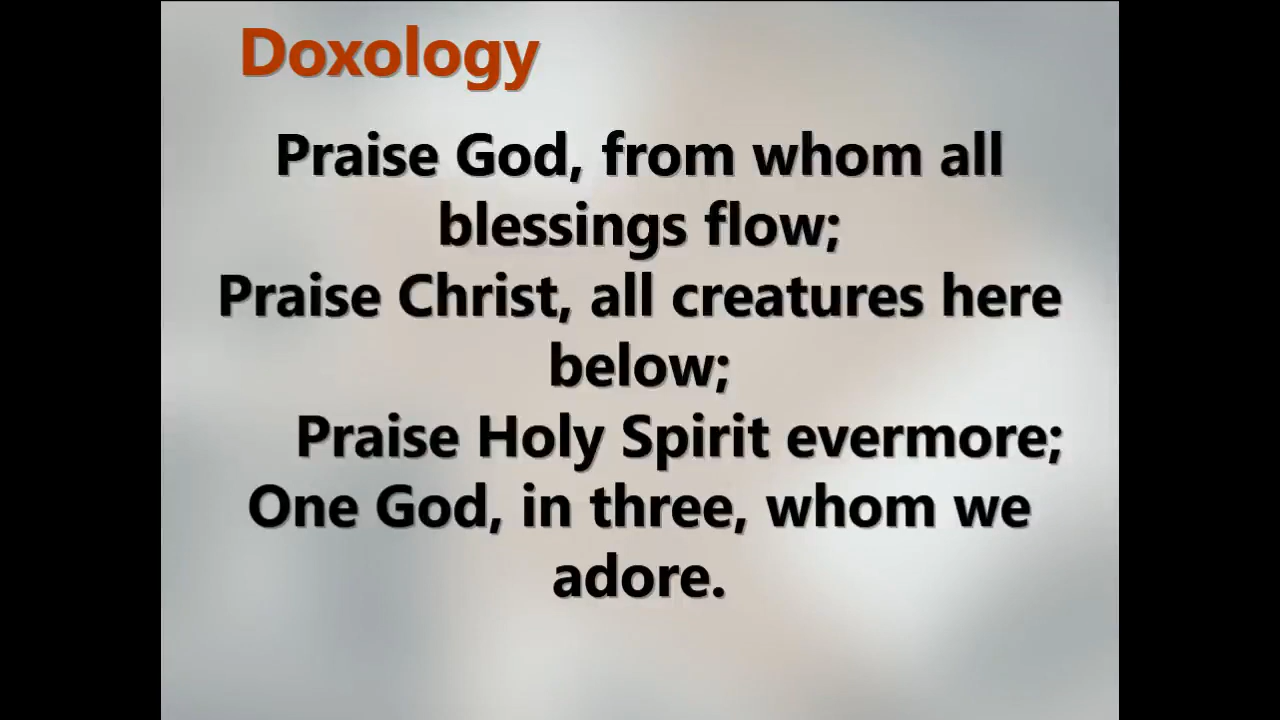 Doxology
Praise God, from whom all
blessings flow;
Praise Christ, all creatures here
below;
Praise Holy Spirit evermore;
One God, in three, whom we
adore.